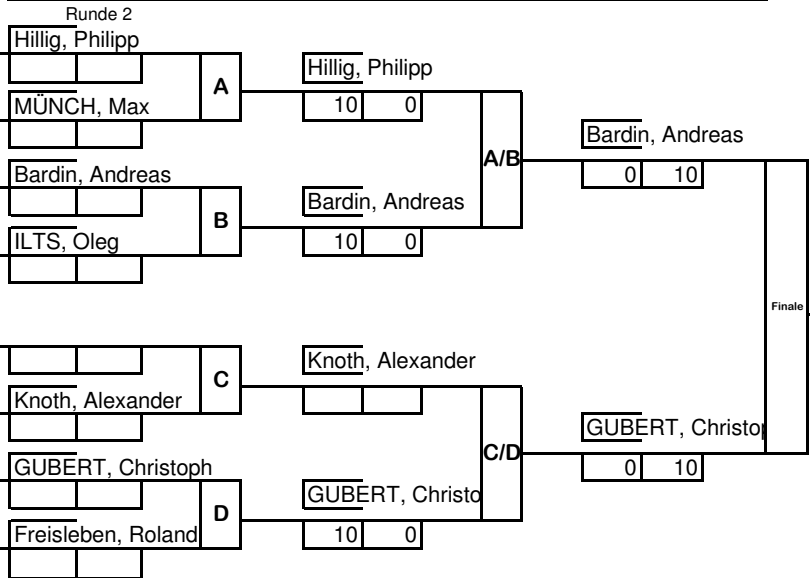 Runde 2
Hillig, Philipp
A
MÜNCH, Max
Hillig, Philipp
10 0
A/B
Bardin, Andreas
0 10
Bardin, Andreas
B
ILTS, Oleg
Bardin, Andreas
10 0
Finale
C
Knoth, Alexander
Knoth, Alexander
C/D
GUBERT, Christop
0 10
GUBERT, Christoph
D
Freisleben, Roland
GUBERT, Christo
10 0